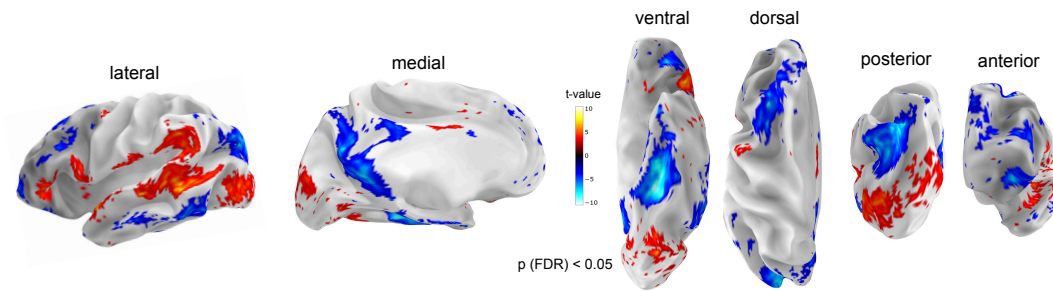 lateral
medial
ventral
dorsal
posterior
anterior
t-value
10
5
0
−5
−10
p (FDR) < 0.05